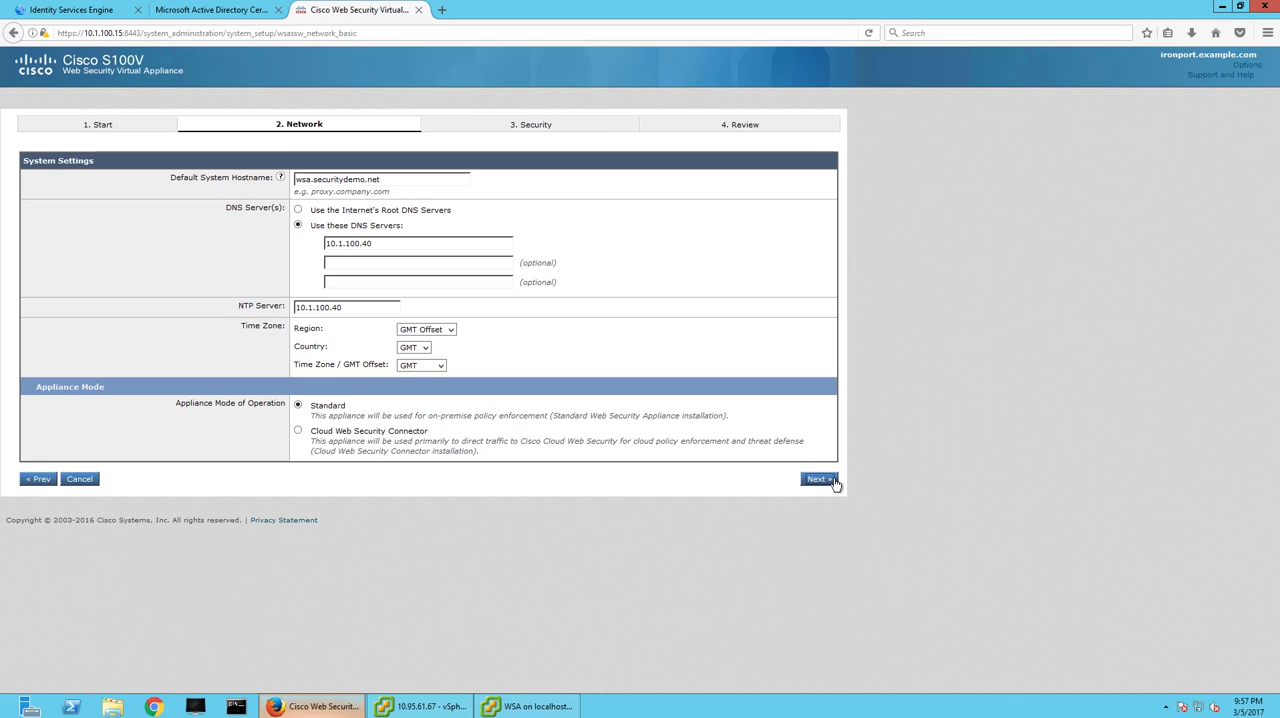 Identity Services Engine
Microsoft Active Directory Cer...
Cisco Web Security Virtual...
https://10.1.100.15:8443/system_administration/system_setup/wsassw_network_basic
Search
cisco
Cisco S100V
Web Security Virtual Appliance
ironport.example.com
Options
Support and Help
1. Start
2. Network
3. Security
4. Review
System Settings
Default System Hostname: ?
wsa.securitydemo.net
e.g. proxy.company.com
DNS Server(s):
Use the Internet's Root DNS Servers
Use these DNS Servers:
10.1.100.40
(optional)
(optional)
NTP Server:
10.1.100.40
Time Zone:
Region:
GMT Offset
Country:
GMT
Time Zone / GMT Offset:
GMT
Appliance Mode
Appliance Mode of Operation
Standard
This appliance will be used for on-premise policy enforcement (Standard Web Security Appliance installation).
Cloud Web Security Connector
This appliance will be used primarily to direct traffic to Cisco Cloud Web Security for cloud policy enforcement and threat defense
(Cloud Web Security Connector installation).
« Prev
Cancel
Next »
Copyright © 2003-2016 Cisco Systems, Inc. All rights reserved. | Privacy Statement
Cisco Web Securit...
10.95.61.67 - vSph...
WSA on localhost...
9:57 PM
3/5/2017